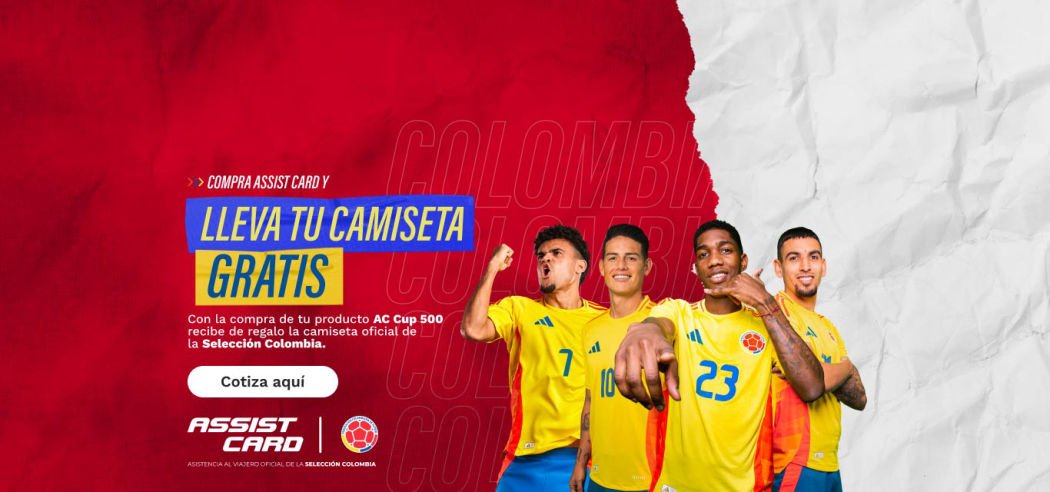 COLOMBIA
COMPRA ASSIST CARD Y
LLEVA TU CAMISETA
GRATIS
Con la compra de tu producto AC Cup 500
recibe de regalo la camiseta oficial de
la Selección Colombia.
Cotiza aquí
ASSIST
CARD
ASISTENCIA AL VIAJERO OFICIAL DE LA SELECCIÓN COLOMBIA
7
10
23